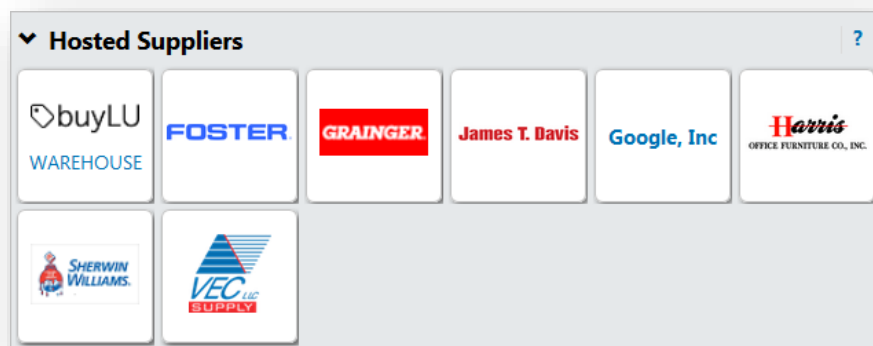 Hosted Suppliers
?
buyLU
WAREHOUSE
FOSTER.
GRAINGER.
James T. Davis
Google, Inc
Harris
OFFICE FURNITURE CO., INC.
SHERWIN
WILLIAMS.
VEC LLC
SUPPLY